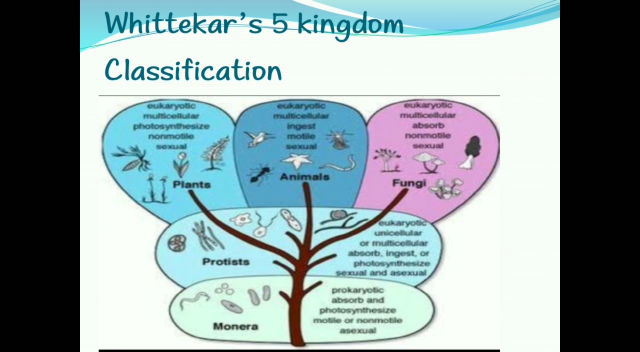 Whittekar's 5 kingdom
Classification
eukaryotic
multicellular
photosynthesize
nonmotile
sexual
Plants
eukaryotic
multicellular
ingest
motile
sexual
Animals
eukaryotic
multicellular
absorb
nonmotile
sexual
Fungi
Protists
eukaryotic
unicellular
or multicellular
absorb, ingest, or
photosynthesize
sexual and asexual
Monera
prokaryotic
absorb and
photosynthesize
motile or nonmotile
asexual